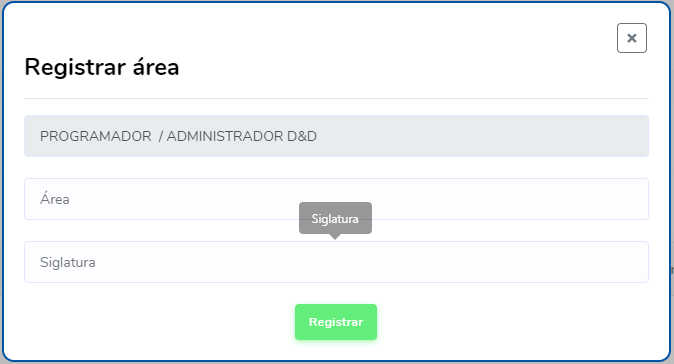 ×
Registrar área
PROGRAMADOR / ADMINISTRADOR D&D
Área
Siglatura
Siglatura
Registrar